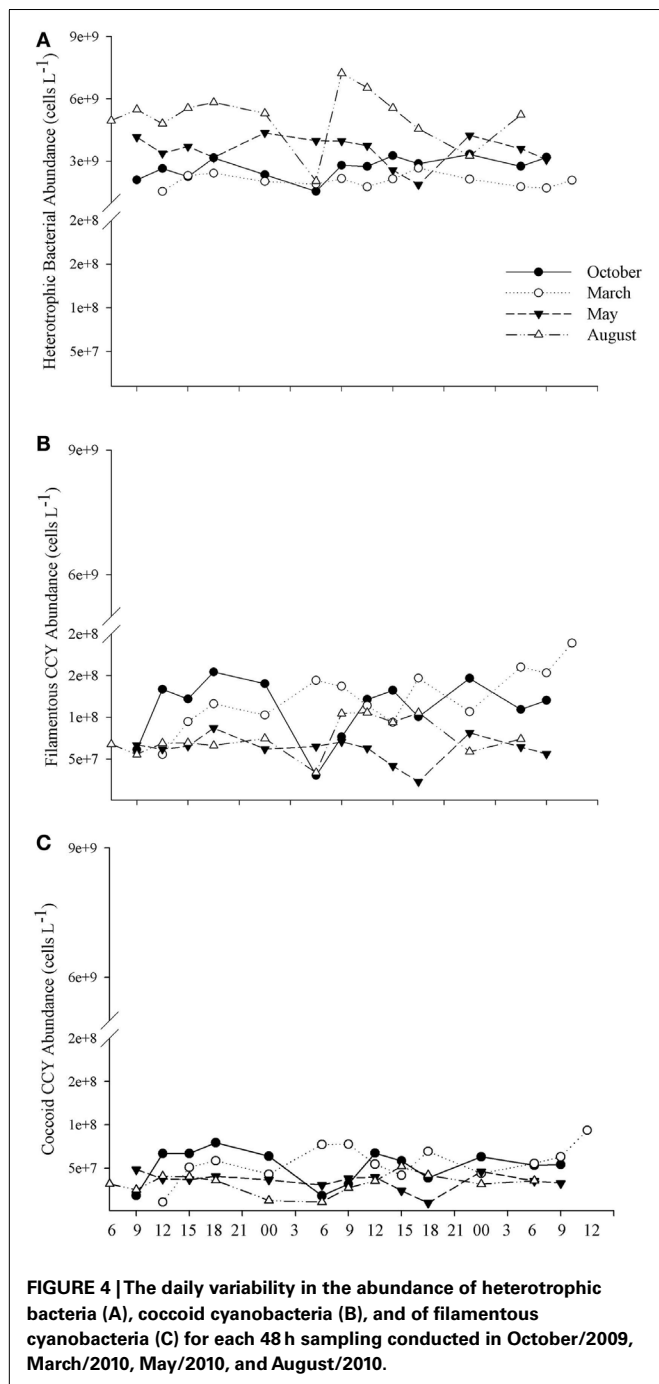 A
Heterotrophic Bacterial Abundance (cells L⁻¹)
9e+9
6e+9
3e+9
2e+8
2e+8
1e+8
5e+7
October
March
May
August
B
Filamentous CCY Abundance (cells L⁻¹)
9e+9
6e+9
2e+8
2e+8
1e+8
5e+7
C
Coccoid CCY Abundance (cells L⁻¹)
9e+9
6e+9
2e+8
2e+8
1e+8
5e+7
6 9 12 15 18 21 00 3 6 9 12 15 18 21 00 3 6 9 12
FIGURE 4 | The daily variability in the abundance of heterotrophic
bacteria (A), coccoid cyanobacteria (B), and of filamentous
cyanobacteria (C) for each 48 h sampling conducted in October/2009,
March/2010, May/2010, and August/2010.